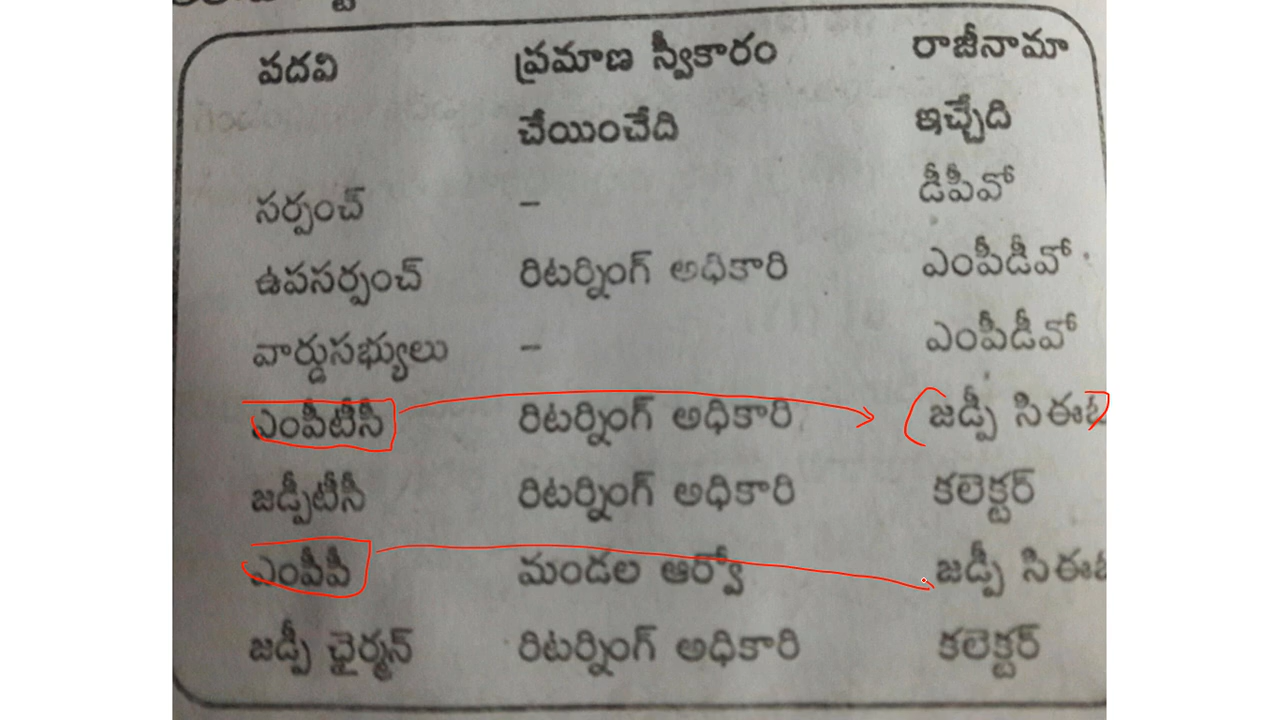 పదవి ప్రమాణ స్వీకారం రాజీనామా
చేయించేది ఇచ్చేది
సర్పంచ్ – డీపీవో
ఉపసర్పంచ్ రిటర్నింగ్ అధికారి ఎంపీడీవో
వార్డుసభ్యులు – ఎంపీడీవో
ఎంపీటీసీ రిటర్నింగ్ అధికారి జడ్పీ సిఈఓ
జడ్పీటీసీ రిటర్నింగ్ అధికారి కలెక్టర్
ఎంపీపీ మండల ఆర్వో జడ్పీ సిఈఓ
జడ్పీ ఛైర్మన్ రిటర్నింగ్ అధికారి కలెక్టర్